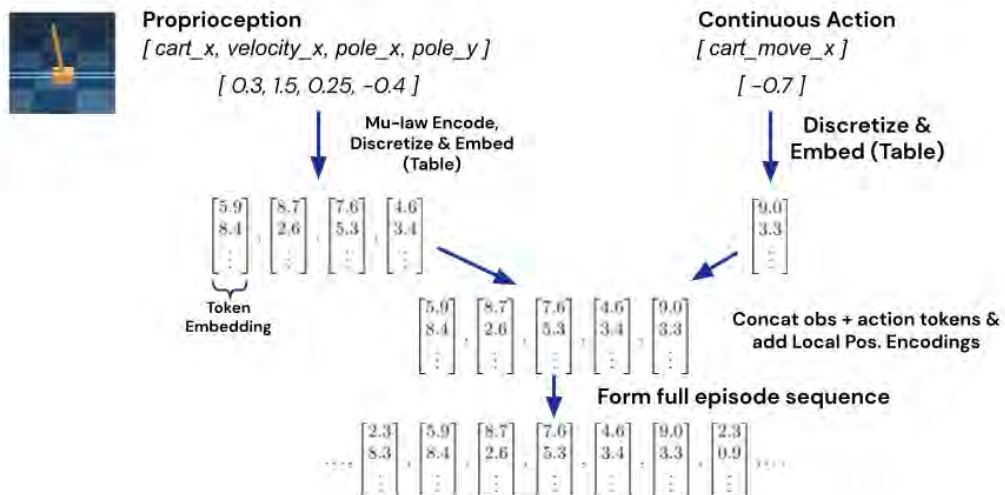 Proprioception
[ cart_x, velocity_x, pole_x, pole_y ]
[ 0.3, 1.5, 0.25, -0.4 ]
Continuous Action
[ cart_move_x ]
[ -0.7 ]
Mu-law Encode,
Discretize & Embed
(Table)
Discretize &
Embed (Table)
5.9 8.7 7.6 4.6
8.4 , 2.6 , 5.3 , 3.4
⋮ ⋮ ⋮ ⋮
9.0
3.3
⋮
Token
Embedding
5.9 8.7 7.6 4.6 9.0
8.4 , 2.6 , 5.3 , 3.4 , 3.3
⋮ ⋮ ⋮ ⋮ ⋮
Concat obs + action tokens &
add Local Pos. Encodings
Form full episode sequence
2.3 5.9 8.7 7.6 4.6 9.0 2.3
...., 8.3 , 8.4 , 2.6 , 5.3 , 3.4 , 3.3 , 0.9 ,....
⋮ ⋮ ⋮ ⋮ ⋮ ⋮ ⋮